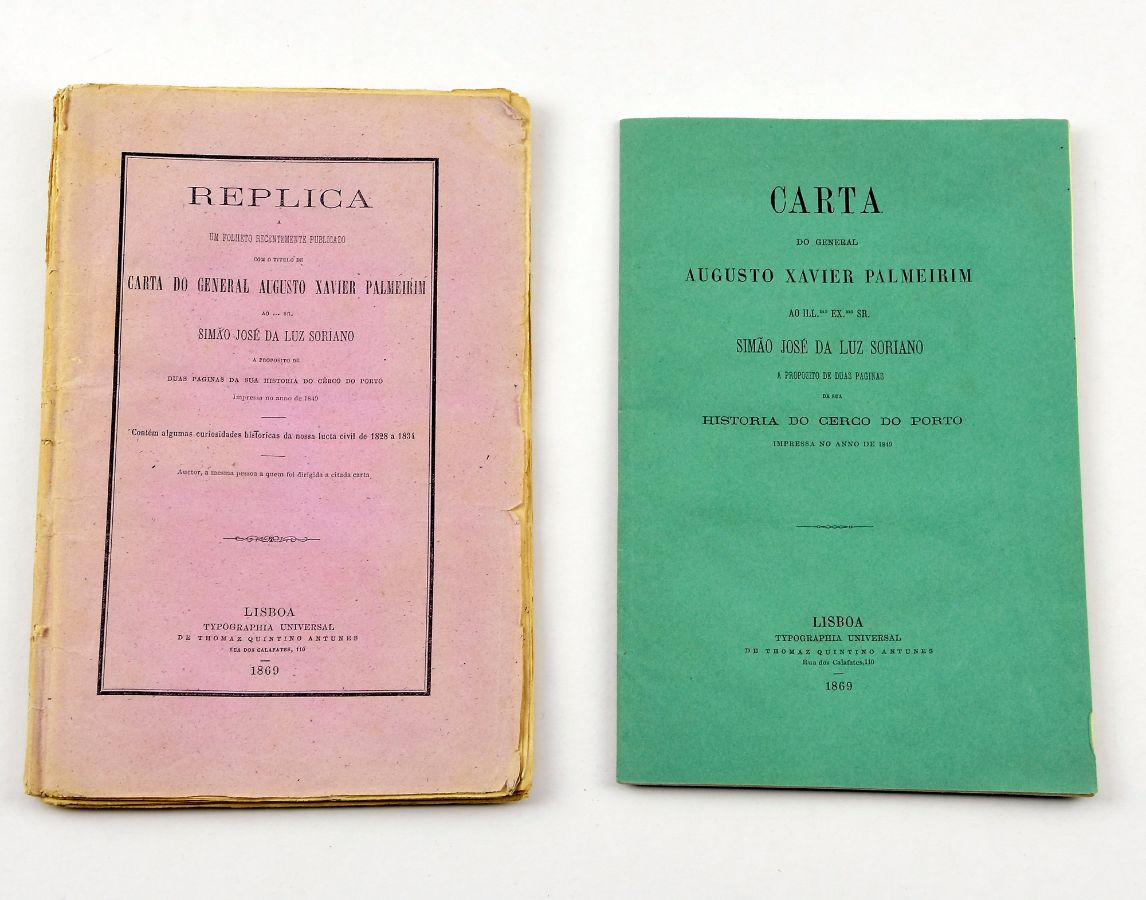 REPLICA
A
UM FOLHETO RECENTEMENTE PUBLICADO
COM O TITULO DE
CARTA DO GENERAL AUGUSTO XAVIER PALMEIRIM
AO ... SR.
SIMÃO JOSÉ DA LUZ SORIANO
A PROPOSITO DE
DUAS PAGINAS DA SUA HISTORIA DO CÊRCO DO PORTO
Impressa no anno de 1849
Contém algumas curiosidades historicas da nossa lucta civil de 1828 a 1834
Auctor, a mesma pessoa a quem foi dirigida a citada carta
LISBOA
TYPOGRAPHIA UNIVERSAL
DE THOMAZ QUINTINO ANTUNES
RUA DOS CALAFATES, 110
1869
CARTA
DO GENERAL
AUGUSTO XAVIER PALMEIRIM
AO ILL.MO EX.MO SR.
SIMÃO JOSÉ DA LUZ SORIANO
A PROPOSITO DE DUAS PAGINAS
DA SUA
HISTORIA DO CERCO DO PORTO
IMPRESSA NO ANNO DE 1849
LISBOA
TYPOGRAPHIA UNIVERSAL
DE THOMAZ QUINTINO ANTUNES
Rua dos Calafates, 110
1869